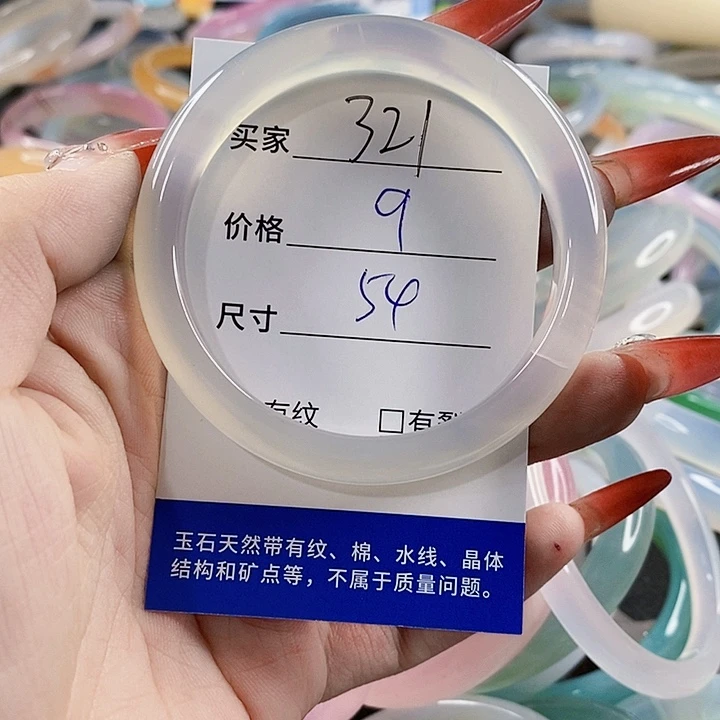 买家 321
价格 9
尺寸 54
有纹 □有裂
玉石天然带有纹、棉、水线、晶体
结构和矿点等，不属于质量问题。